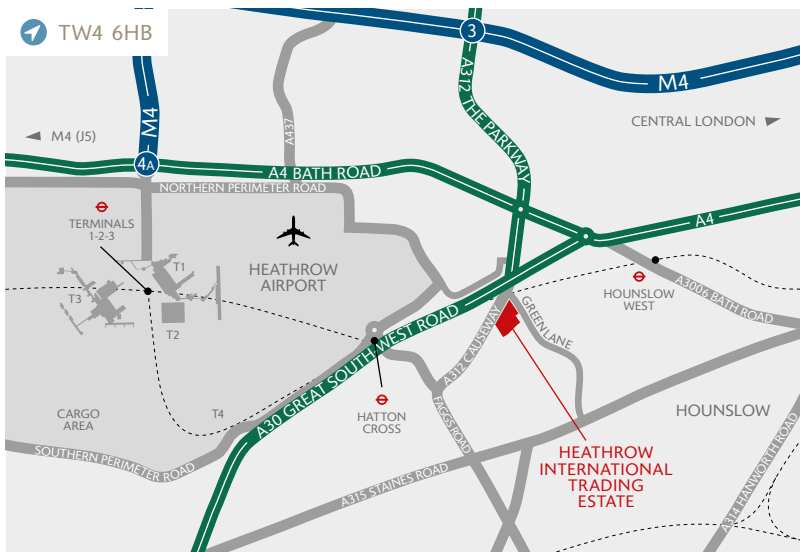 TW4 6HB
3
M4
M4
M4 (J5)
A437
A312 THE PARKWAY
CENTRAL LONDON
4A
A4 BATH ROAD
NORTHERN PERIMETER ROAD
TERMINALS
1-2-3
A4
T1
T3
T2
HEATHROW
AIRPORT
HOUNSLOW
WEST
A3006 BATH ROAD
GREEN LANE
A312 CAUSEWAY
A30 GREAT SOUTH WEST ROAD
HATTON
CROSS
FAGGS ROAD
CARGO
AREA
T4
HOUNSLOW
SOUTHERN PERIMETER ROAD
A315 STAINES ROAD
HEATHROW
INTERNATIONAL
TRADING
ESTATE
A314 HANWORTH ROAD